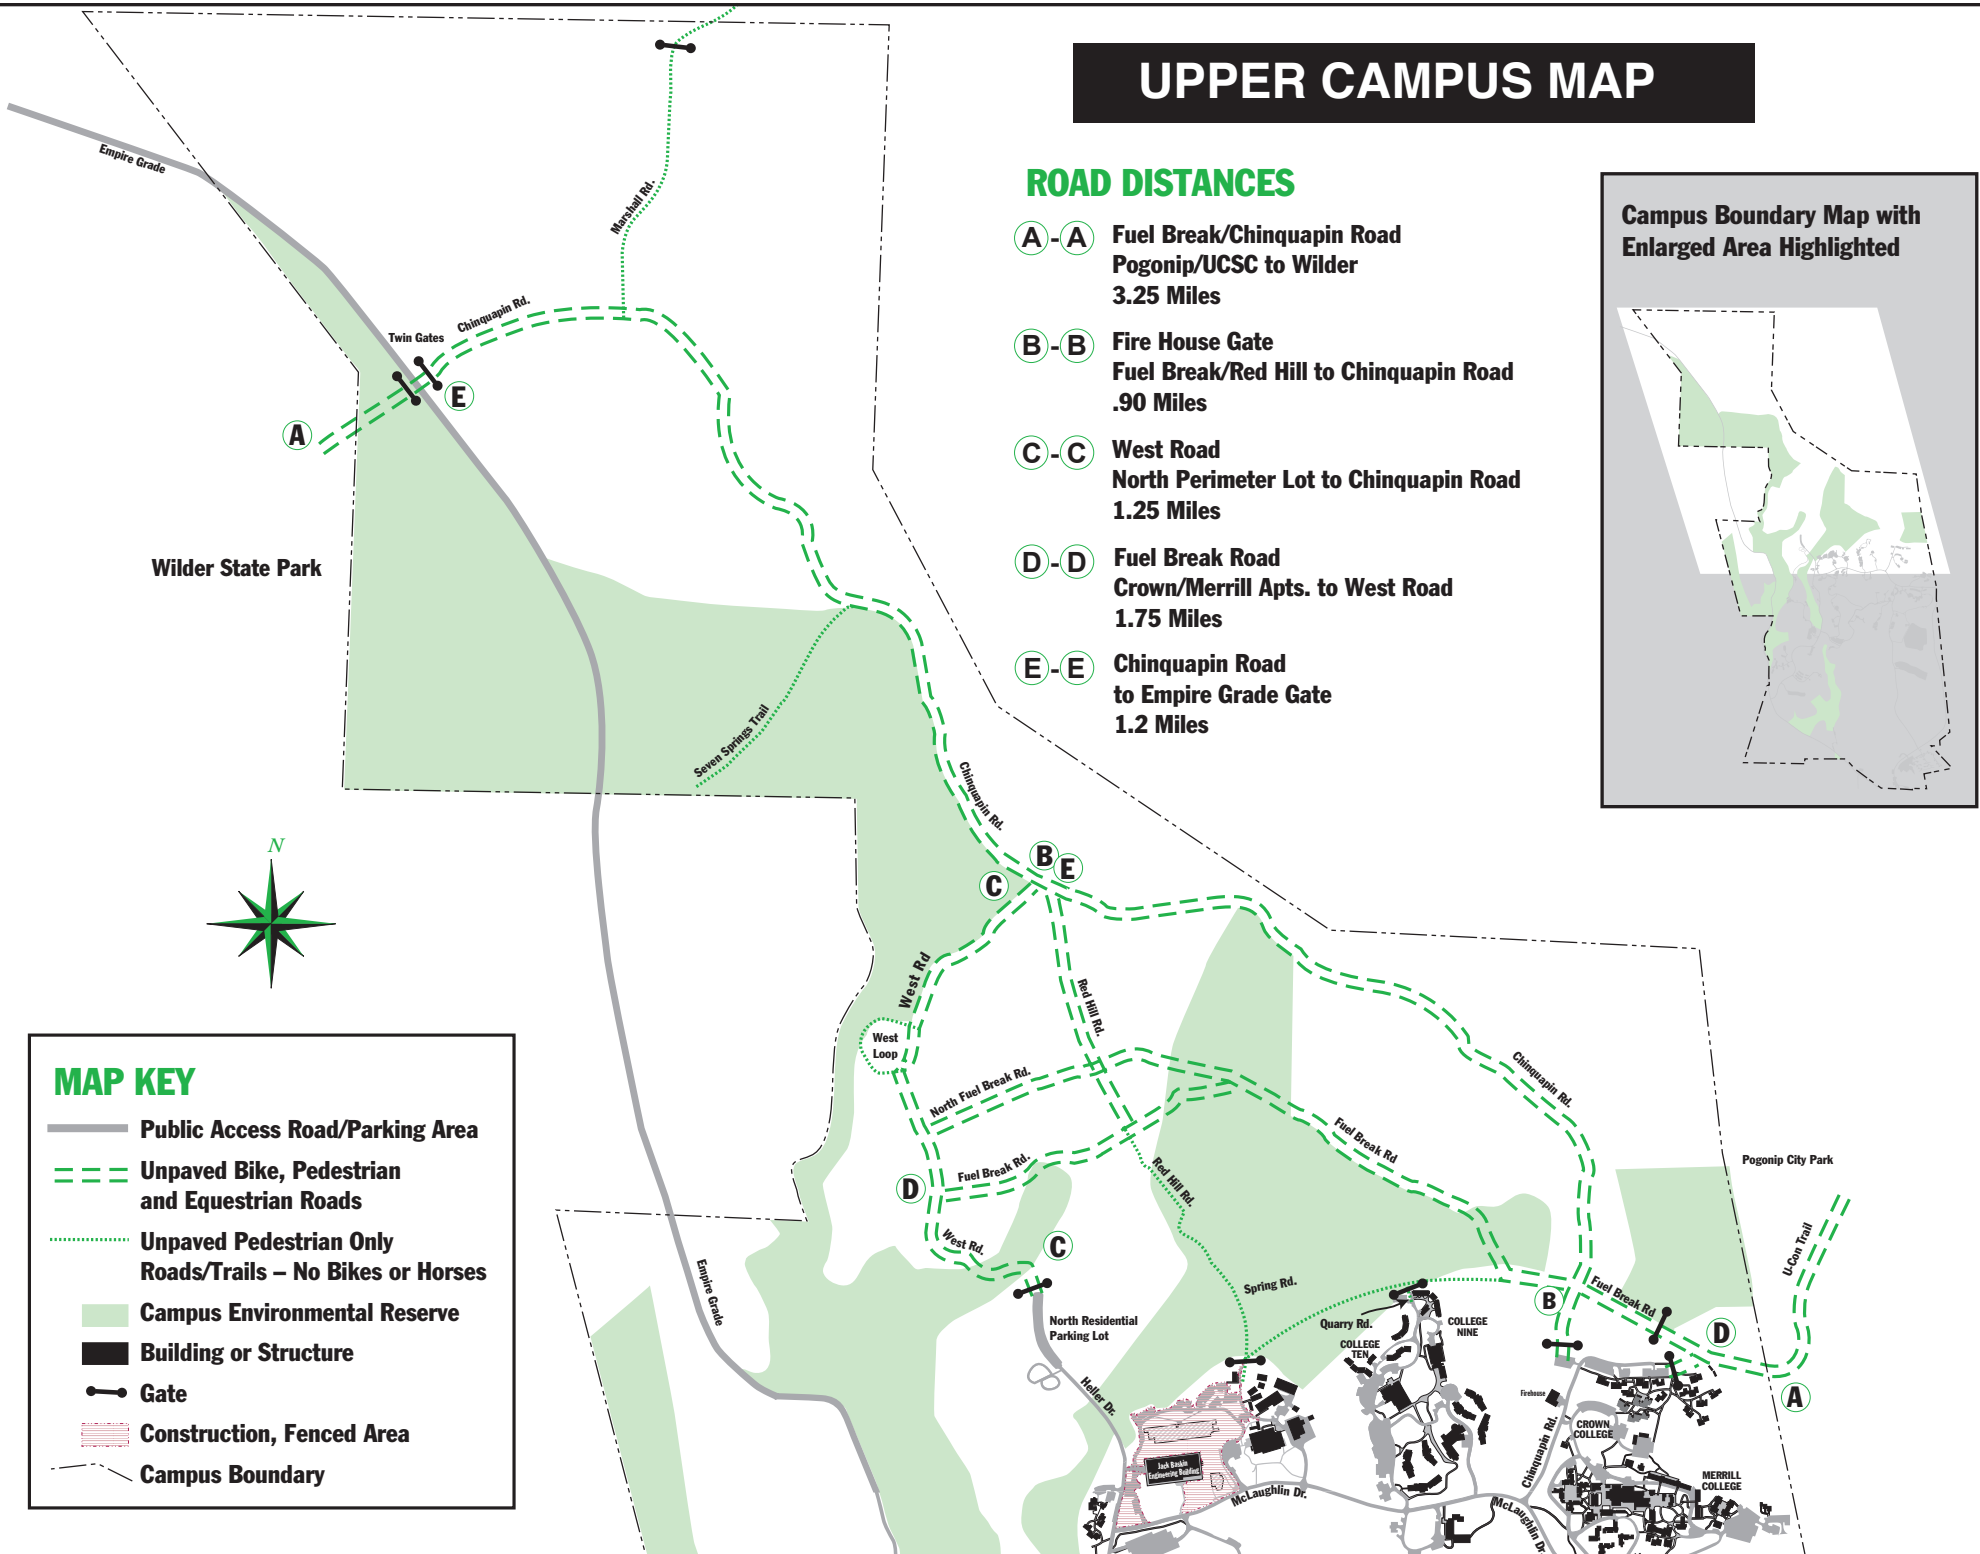 UPPER CAMPUS MAP
ROAD DISTANCES
A-A Fuel Break/Chinquapin Road
Pogonip/UCSC to Wilder
3.25 Miles
B-B Fire House Gate
Fuel Break/Red Hill to Chinquapin Road
.90 Miles
C-C West Road
North Perimeter Lot to Chinquapin Road
1.25 Miles
D-D Fuel Break Road
Crown/Merrill Apts. to West Road
1.75 Miles
E-E Chinquapin Road
to Empire Grade Gate
1.2 Miles
Campus Boundary Map with
Enlarged Area Highlighted
Empire Grade
Marshall Rd.
Chinquapin Rd.
Twin Gates
E
A
Wilder State Park
Seven Springs Trail
Chinquapin Rd.
N
B
E
C
West Rd
West
Loop
Red Hill Rd.
North Fuel Break Rd.
Chinquapin Rd.
Fuel Break Rd
Fuel Break Rd.
Red Hill Rd.
Pogonip City Park
D
U-Con Trail
West Rd.
C
Empire Grade
Spring Rd.
Fuel Break Rd
B
D
North Residential
Parking Lot
Quarry Rd.
COLLEGE
NINE
COLLEGE
TEN
Heller Dr.
Firehouse
A
CROWN
COLLEGE
Chinquapin Rd.
Jack Baskin
Engineering Building
MERRILL
COLLEGE
McLaughlin Dr.
McLaughlin Dr.
MAP KEY
Public Access Road/Parking Area
Unpaved Bike, Pedestrian
and Equestrian Roads
Unpaved Pedestrian Only
Roads/Trails – No Bikes or Horses
Campus Environmental Reserve
Building or Structure
Gate
Construction, Fenced Area
Campus Boundary